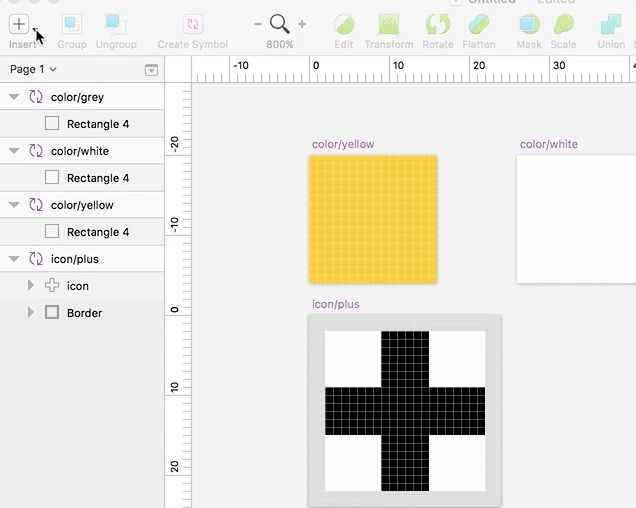 Untitled — Edited
Insert
Group
Ungroup
Create Symbol
800%
Edit
Transform
Rotate
Flatten
Mask
Scale
Union
Page 1
-10
0
10
20
30
color/grey
Rectangle 4
color/white
Rectangle 4
color/yellow
Rectangle 4
icon/plus
icon
Border
-20
-10
0
10
20
color/yellow
color/white
icon/plus